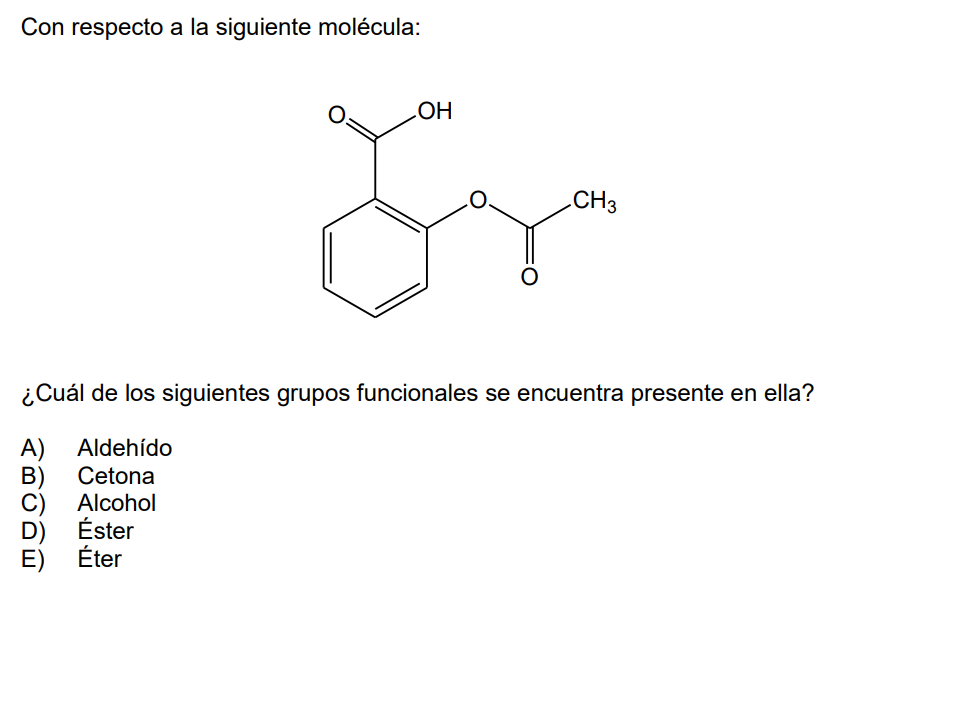 Con respecto a la siguiente molécula:
O
OH
O
CH3
O
¿Cuál de los siguientes grupos funcionales se encuentra presente en ella?
A) Aldehído
B) Cetona
C) Alcohol
D) Éster
E) Éter